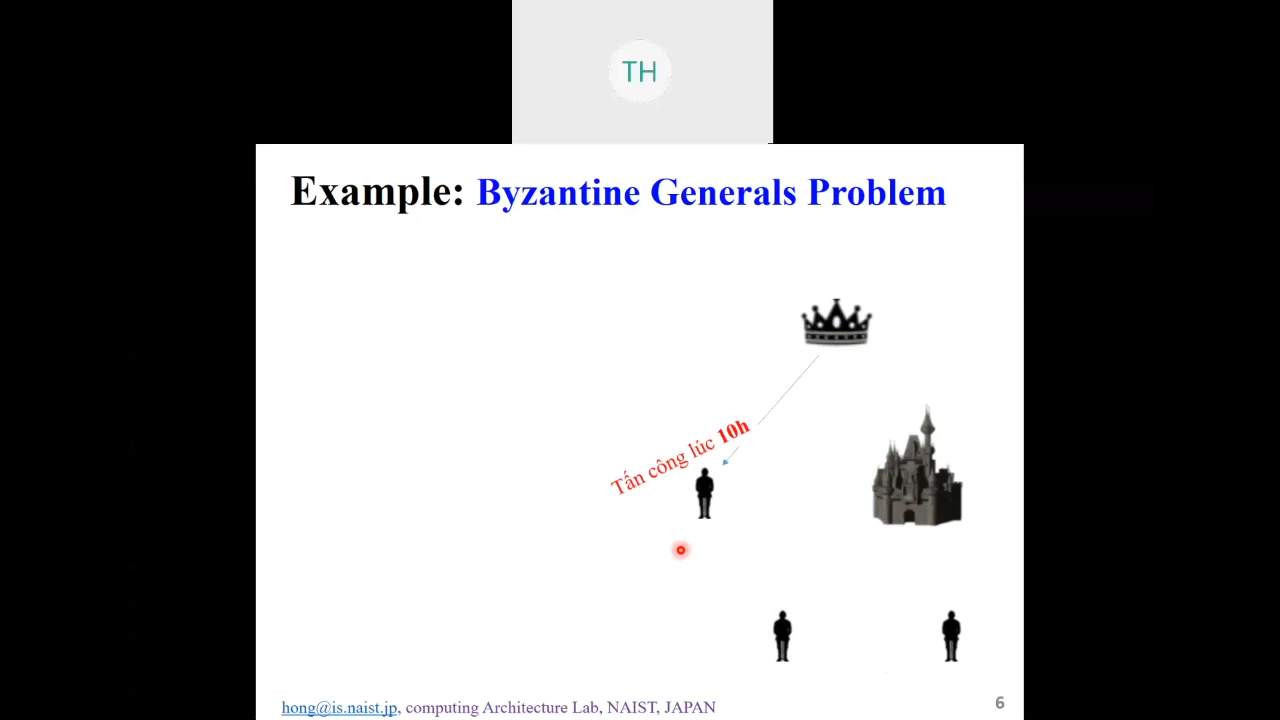 TH
Example: Byzantine Generals Problem
Tấn công lúc 10h
hong@is.naist.jp, computing Architecture Lab, NAIST, JAPAN
6